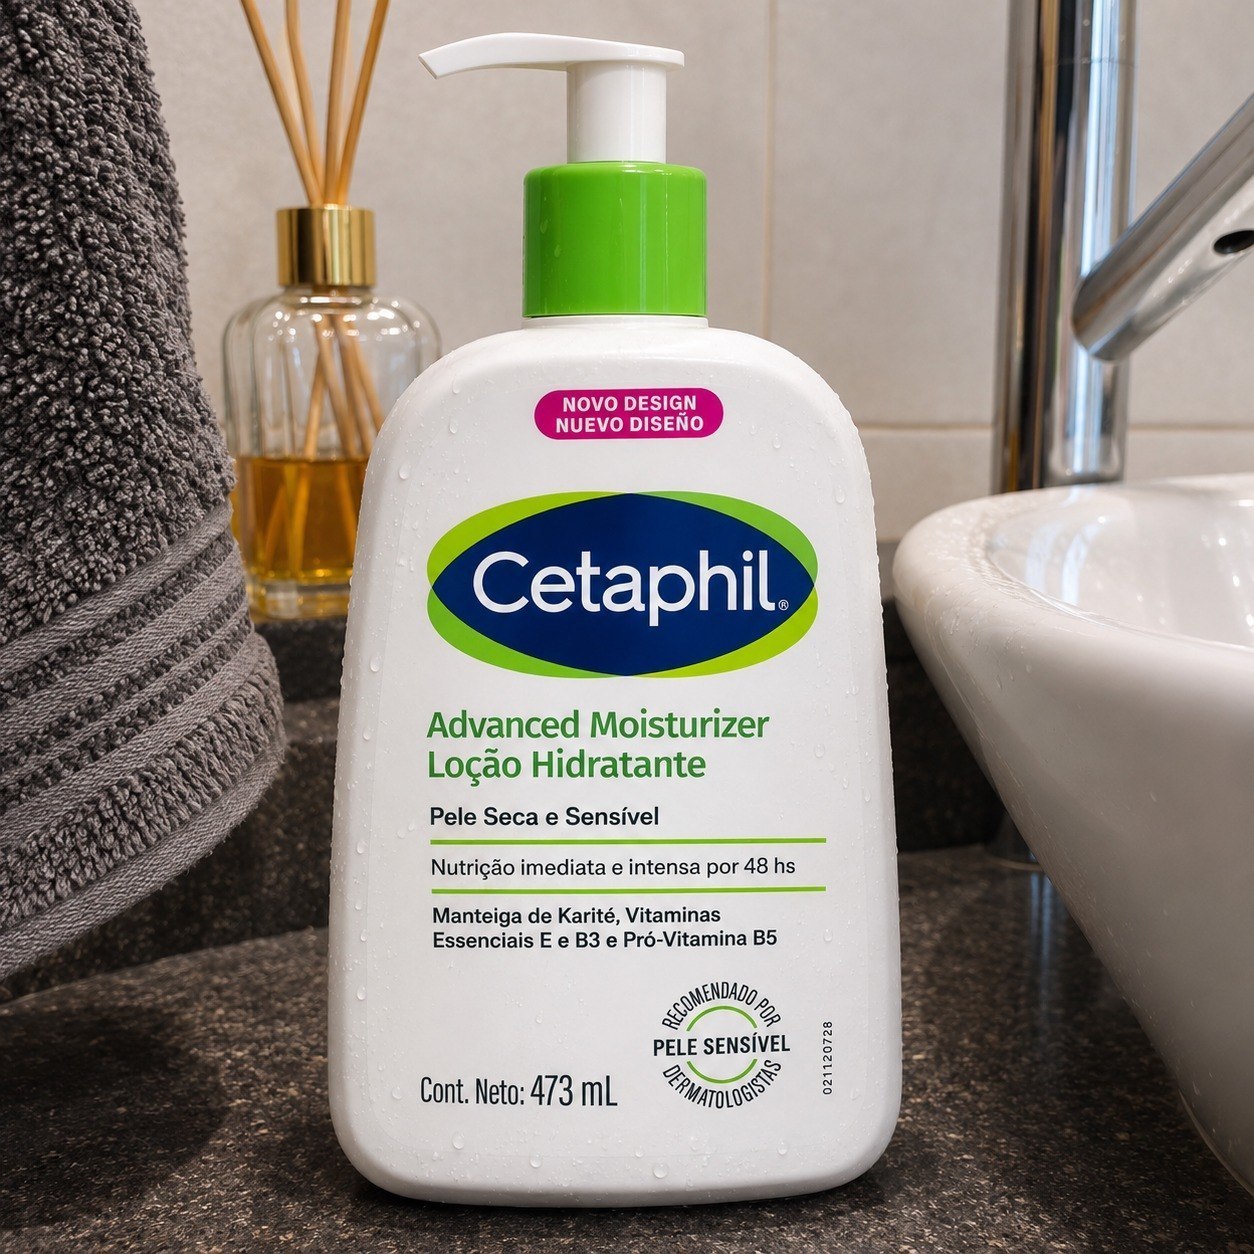 NOVO DESIGN
NUEVO DISEÑO
Cetaphil®
Advanced Moisturizer
Loção Hidratante
Pele Seca e Sensível
Nutrição imediata e intensa por 48 hs
Manteiga de Karité, Vitaminas
Essenciais E e B3 e Pró-Vitamina B5
RECOMENDADO POR
PELE SENSÍVEL
DERMATOLOGISTAS
021120728
Cont. Neto: 473 mL